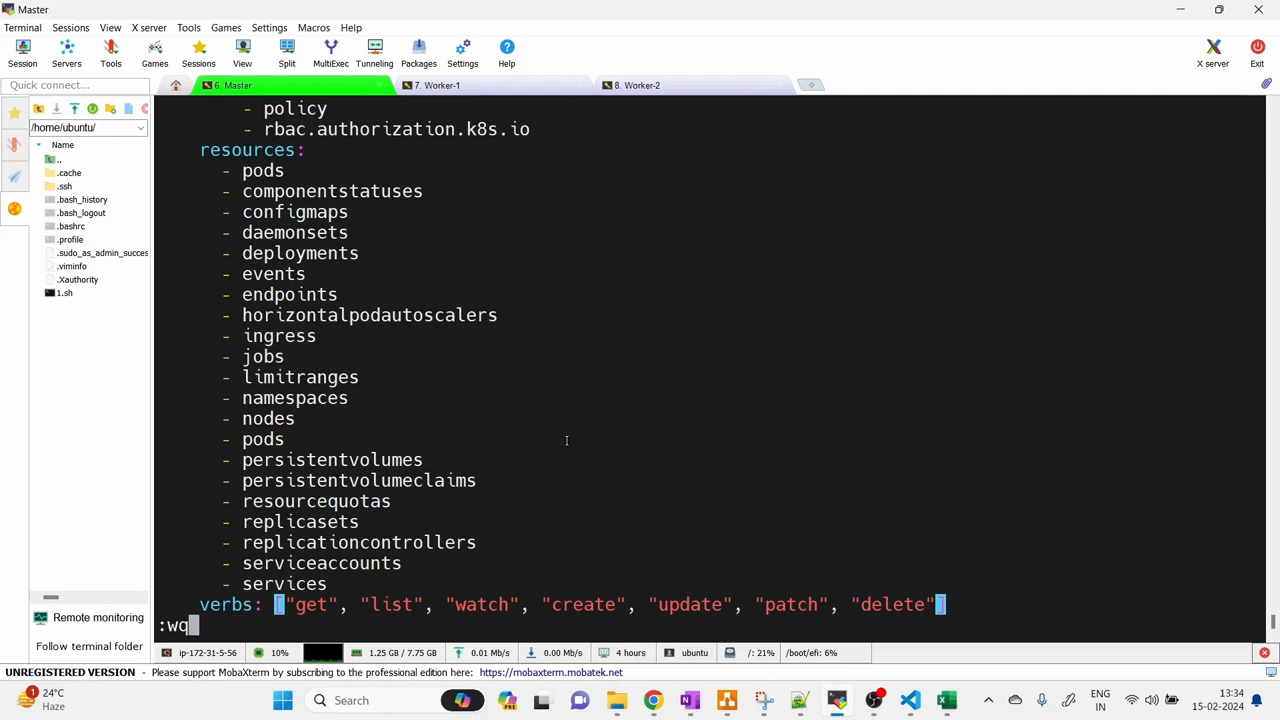 Master
Terminal Sessions View X server Tools Games Settings Macros Help
Session Servers Tools Games Sessions View Split MultiExec Tunneling Packages Settings Help X server Exit
Quick connect...
6. Master
7. Worker-1
8. Worker-2
/home/ubuntu/
Name
..
.cache
.ssh
.bash_history
.bash_logout
.bashrc
.profile
.sudo_as_admin_succes
.viminfo
.Xauthority
1.sh
Remote monitoring
Follow terminal folder
- policy
- rbac.authorization.k8s.io
resources:
- pods
- componentstatuses
- configmaps
- daemonsets
- deployments
- events
- endpoints
- horizontalpodautoscalers
- ingress
- jobs
- limitranges
- namespaces
- nodes
- pods
- persistentvolumes
- persistentvolumeclaims
- resourcequotas
- replicasets
- replicationcontrollers
- serviceaccounts
- services
verbs: ["get", "list", "watch", "create", "update", "patch", "delete"]
:wq
ip-172-31-5-56 10% 1.25 GB / 7.75 GB 0.01 Mb/s 0.00 Mb/s 4 hours ubuntu /: 21% /boot/efi: 6%
UNREGISTERED VERSION - Please support MobaXterm by subscribing to the professional edition here: https://mobaxterm.mobatek.net
1
24°C
Haze
Search
PRE
ENG
IN
13:34
15-02-2024